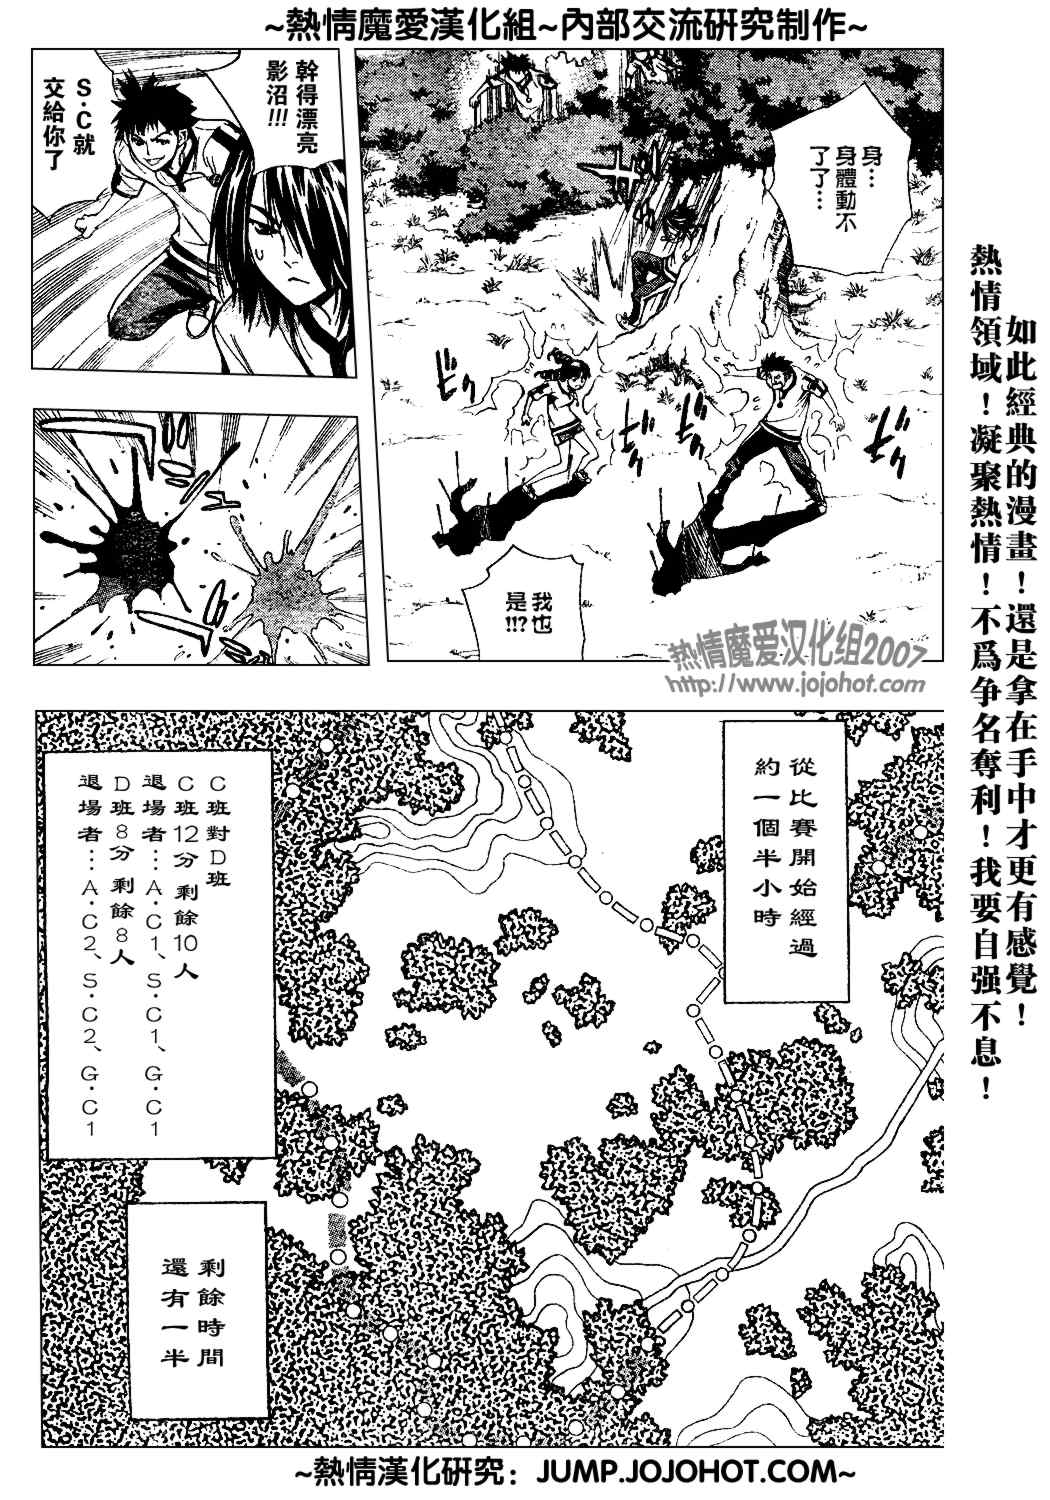 ~熱情魔愛漢化組~內部交流研究制作~
身…
身體動不
了了…
我也
是!!!?
幹得漂亮
影沼!!!
S·C就
交給你了
熱情魔爱汉化组2007
http://www.jojohot.com
從比賽開始經過
約一個半小時
C班對D班
C班12分 剩餘10人
退場者…A·C1、S·C1、G·C1
D班8分 剩餘8人
退場者…A·C2、S·C2、G·C1
剩餘時間
還有一半
如此經典的漫畫！還是拿在手中才更有感覺！
熱情領域！凝聚熱情！不爲争名奪利！我要自强不息！
~熱情漢化研究：JUMP.JOJOHOT.COM~